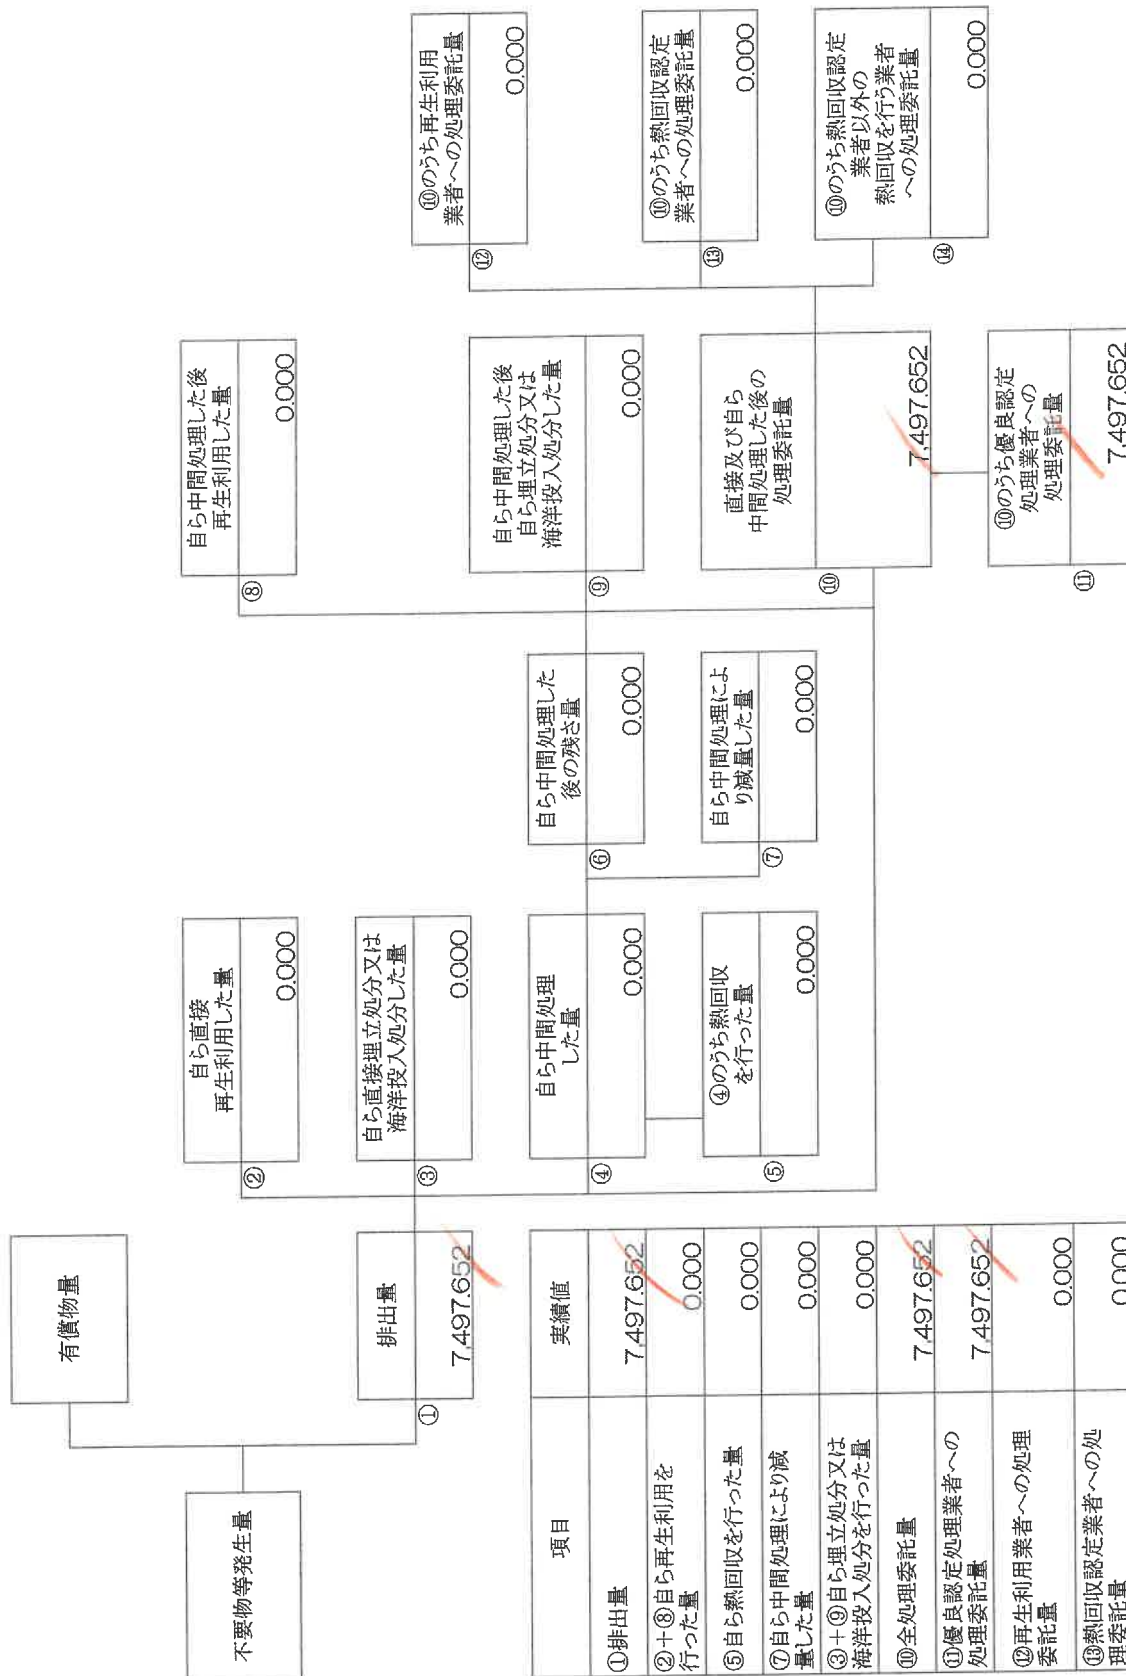 不要物等発生量
有償物量
①
排出量
7,497.652
②
自ら直接
再生利用した量
0.000
③
自ら直接埋立処分又は
海洋投入処分した量
0.000
④
自ら中間処理
した量
0.000
⑤
④のうち熱回収
を行った量
0.000
⑥
自ら中間処理した
後の残さ量
0.000
⑦
自ら中間処理によ
り減量した量
0.000
⑧
自ら中間処理した後
再生利用した量
0.000
⑨
自ら中間処理した後
自ら埋立処分又は
海洋投入処分した量
0.000
⑩
直接及び自ら
中間処理した後の
処理委託量
7,497.652
⑪
⑩のうち優良認定
処理業者への
処理委託量
7,497.652
⑫
⑩のうち再生利用
業者への処理委託量
0.000
⑬
⑩のうち熱回収認定
業者への処理委託量
0.000
⑭
⑩のうち熱回収認定
業者以外の
熱回収を行う業者
への処理委託量
0.000
項目
実績値
①排出量
7,497.652
②+⑧自ら再生利用を
行った量
0.000
⑤自ら熱回収を行った量
0.000
⑦自ら中間処理により減
量した量
0.000
③+⑨自ら埋立処分又は
海洋投入処分を行った量
0.000
⑩全処理委託量
7,497.652
⑪優良認定処理業者への
処理委託量
7,497.652
⑫再生利用業者への処理
委託量
0.000
⑬熱回収認定業者への処
理委託量
0.000